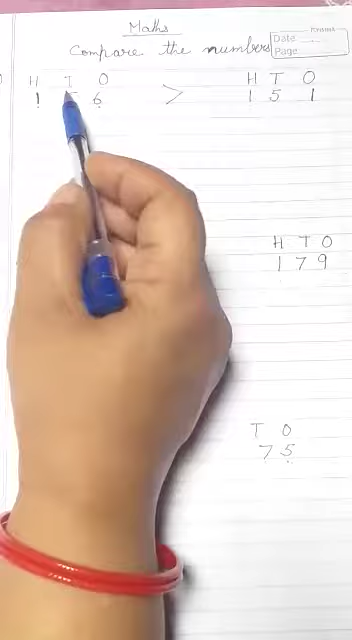 Maths
Compare the numbers
Date
Page
H T O > H T O
1 6 1 5 1
H T O
1 7 9
T O
7 5